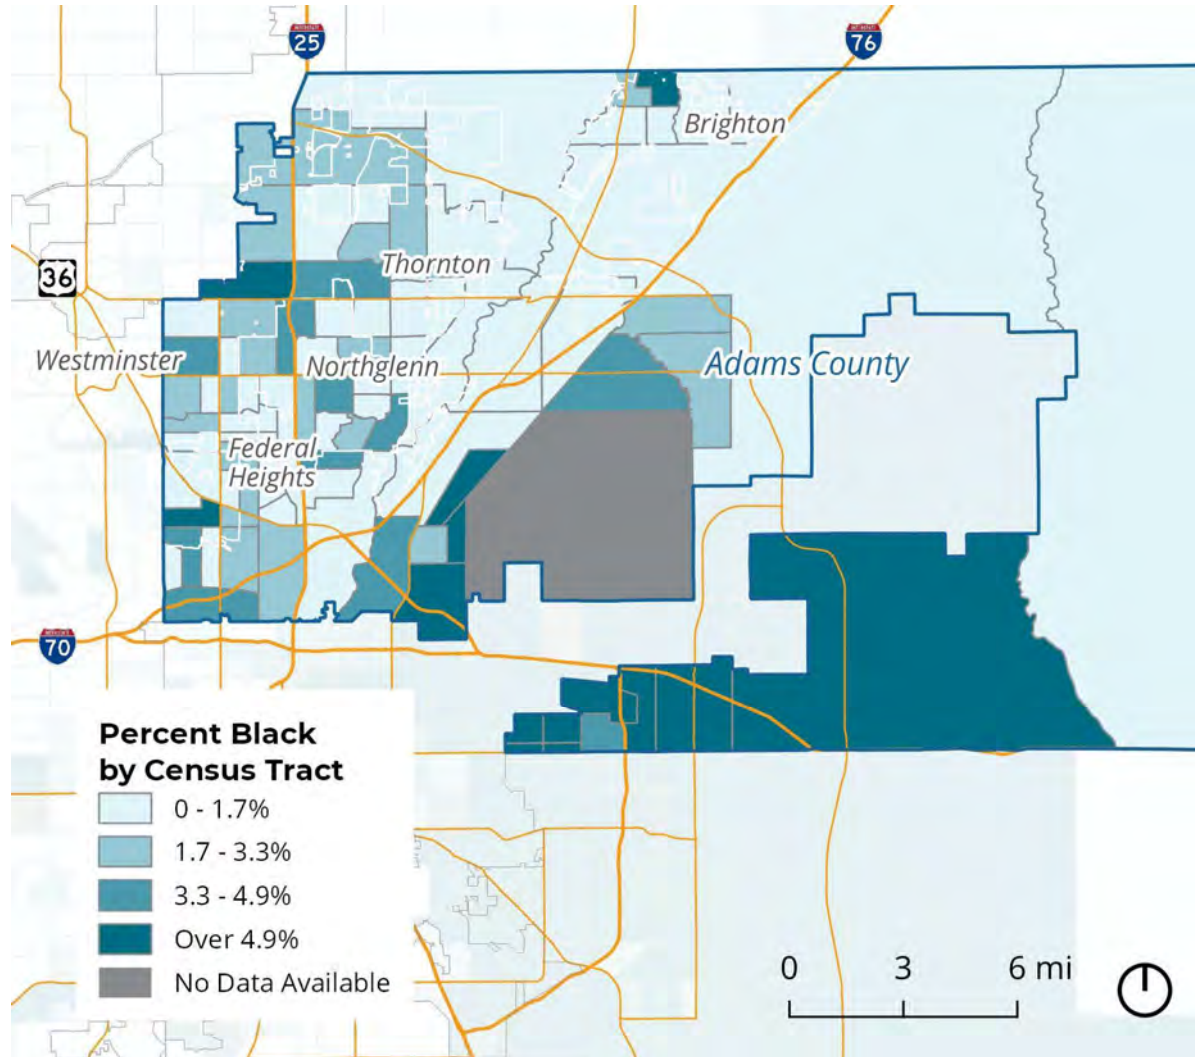 25
76
Brighton
Thornton
36
Westminster
Northglenn
Adams County
Federal
Heights
70
Percent Black
by Census Tract
0 - 1.7%
1.7 - 3.3%
3.3 - 4.9%
Over 4.9%
No Data Available
0 3 6 mi